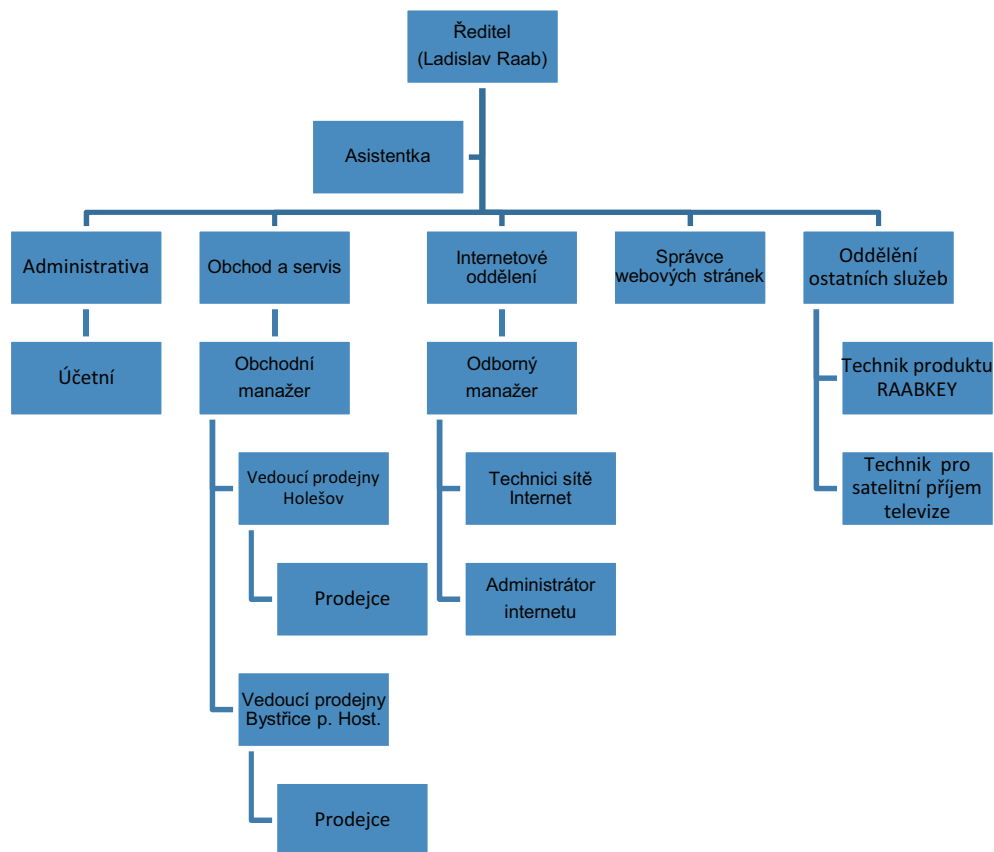 Ředitel
(Ladislav Raab)
Asistentka
Administrativa
Obchod a servis
Internetové
oddělení
Správce
webových stránek
Oddělění
ostatních služeb
Účetní
Obchodní
manažer
Odborný
manažer
Technik produktu
RAABKEY
Vedoucí prodejny
Holešov
Technici sítě
Internet
Technik pro
satelitní příjem
televize
Prodejce
Administrátor
internetu
Vedoucí prodejny
Bystřice p. Host.
Prodejce